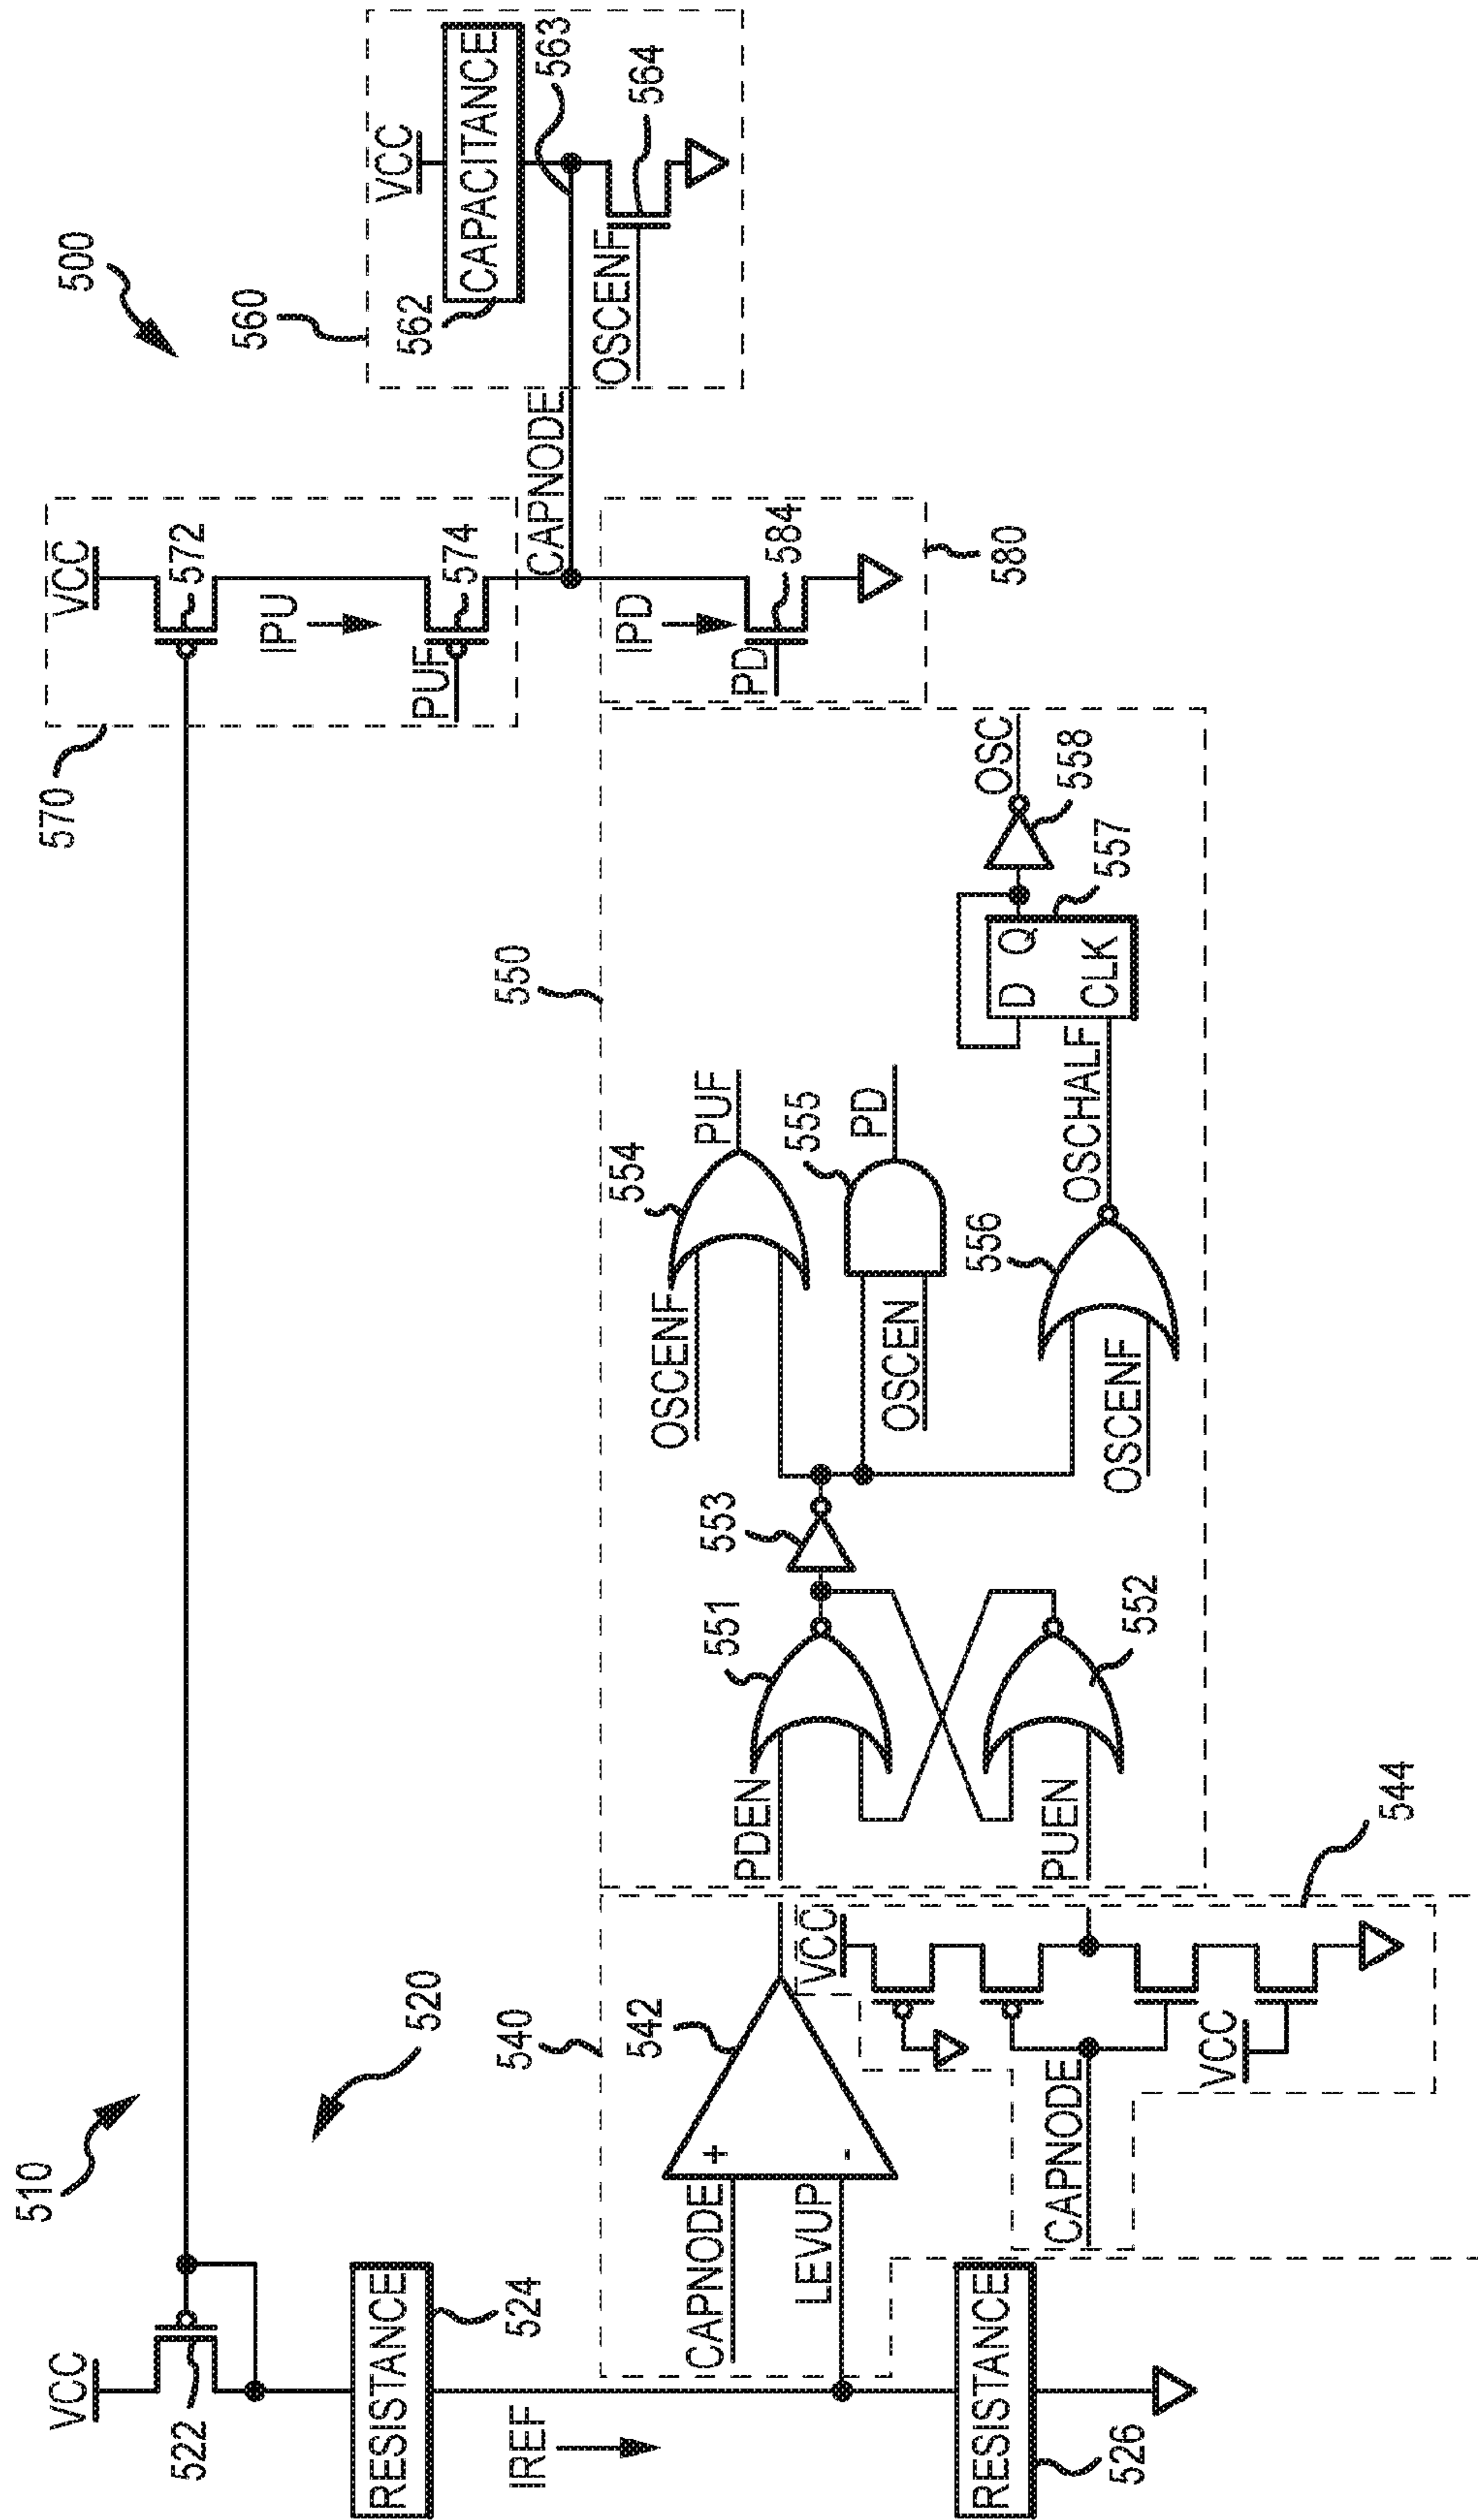 500
510
VCC
522
RESISTANCE
524
IREF
520
RESISTANCE
526
540
CAPNODE
+
542
LEVUP
-
VCC
CAPNODE
VCC
544
550
PDEN
551
PUEN
552
553
OSCENF
554
PUF
555
OSCEN
PD
556
OSCENF
OSCHALF
D Q
CLK
557
OSC
558
570
VCC
572
IPU
PUF
574
CAPNODE
IPD
PD
584
580
560
VCC
562
CAPACITANCE
563
OSCENF
564